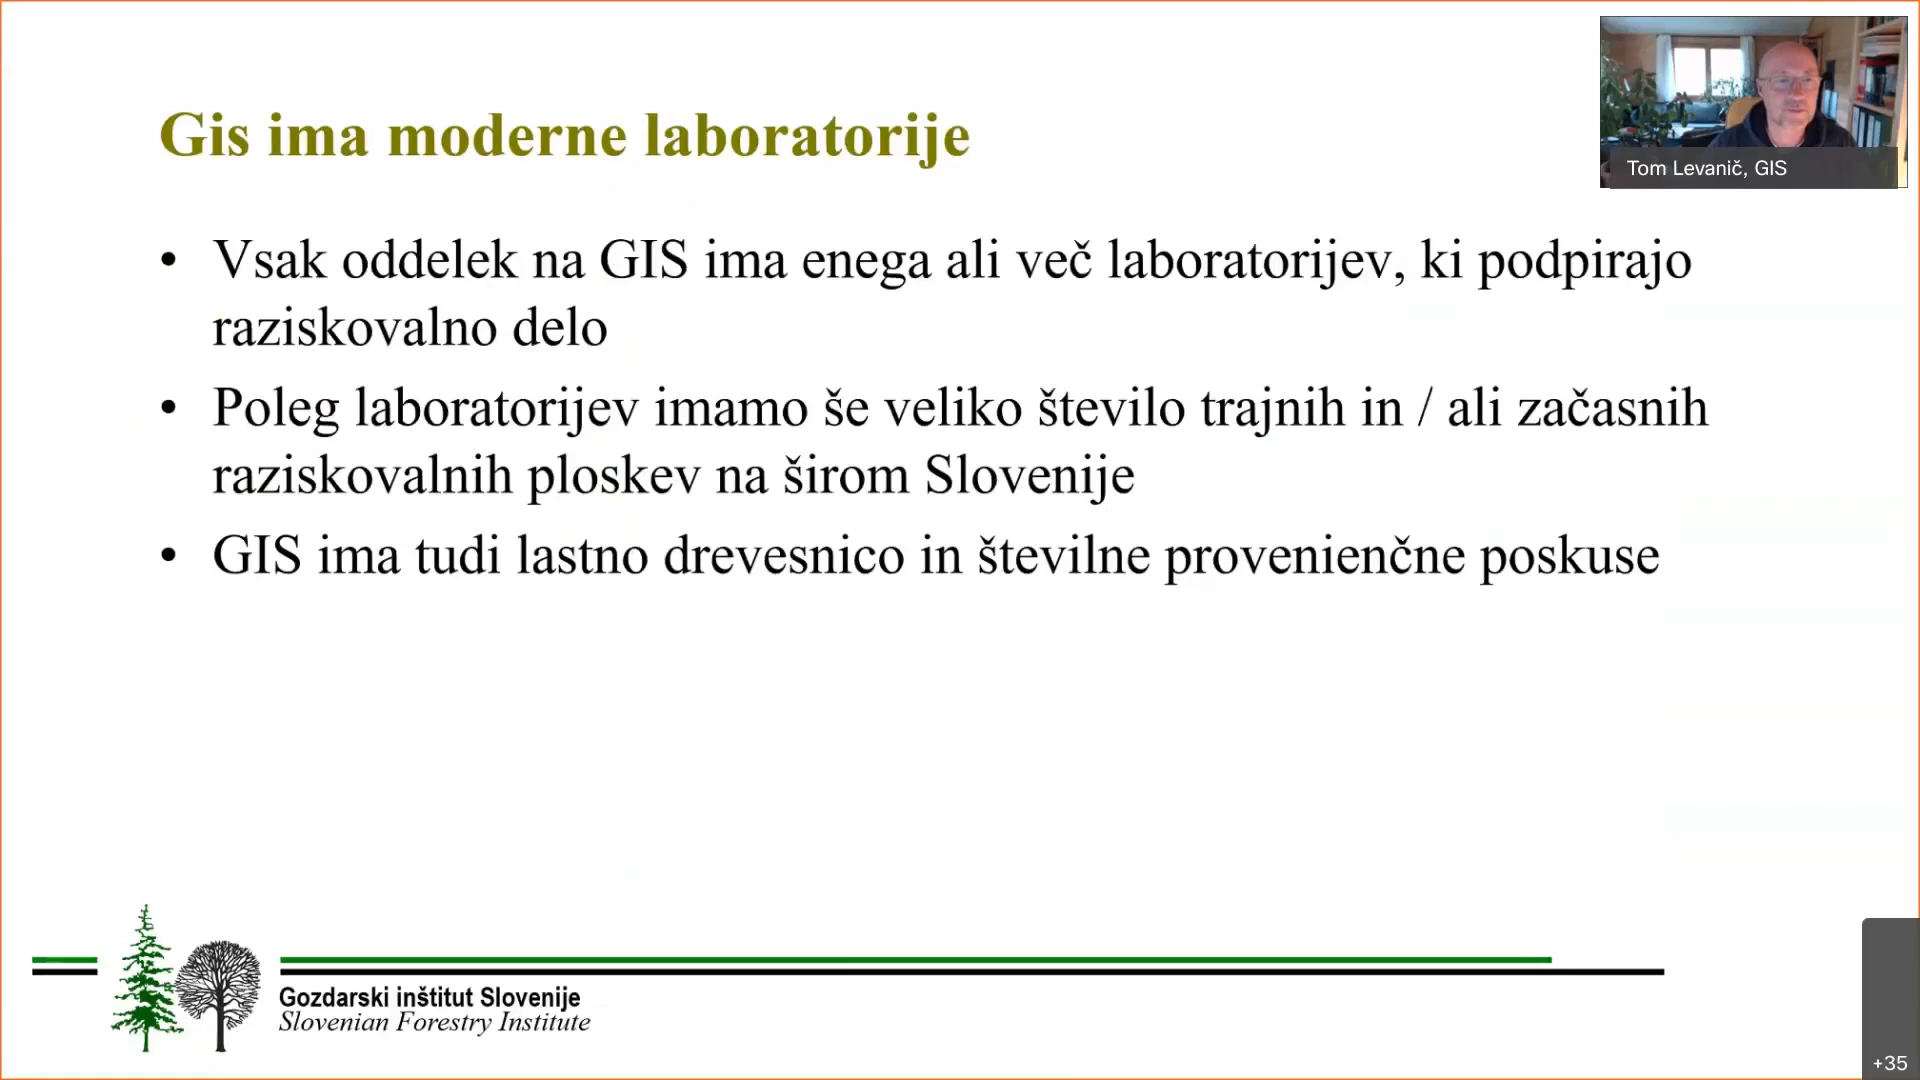 Gis ima moderne laboratorije
Tom Levanič, GIS
• Vsak oddelek na GIS ima enega ali več laboratorijev, ki podpirajo
raziskovalno delo
• Poleg laboratorijev imamo še veliko število trajnih in / ali začasnih
raziskovalnih ploskev na širom Slovenije
• GIS ima tudi lastno drevesnico in številne provenienčne poskuse
Gozdarski inštitut Slovenije
Slovenian Forestry Institute
+35